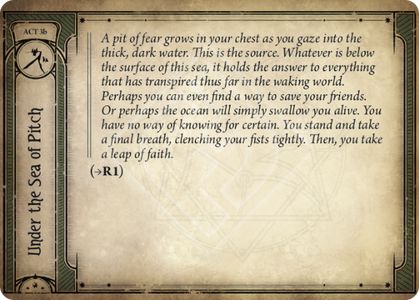 ACT 3b
Under the Sea of Pitch
A pit of fear grows in your chest as you gaze into the
thick, dark water. This is the source. Whatever is below
the surface of this sea, it holds the answer to everything
that has transpired thus far in the waking world.
Perhaps you can even find a way to save your friends.
Or perhaps the ocean will simply swallow you alive. You
have no way of knowing for certain. You stand and take
a final breath, clenching your fists tightly. Then, you take
a leap of faith.
(→R1)